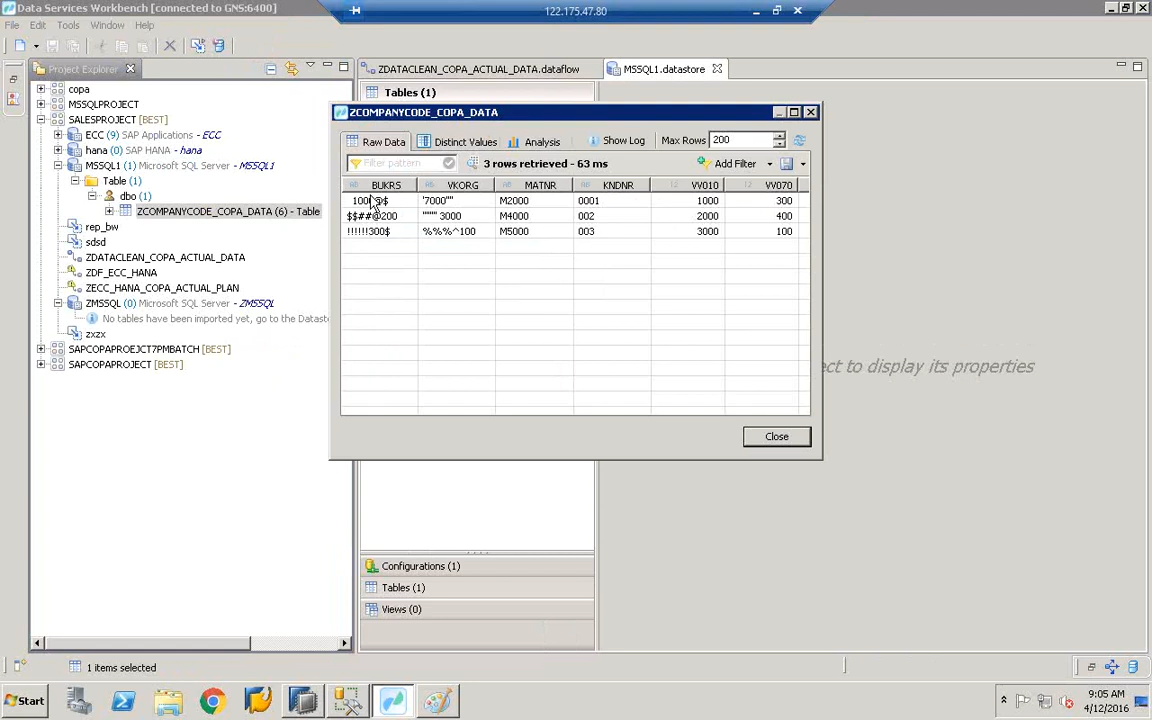 Data Services Workbench [connected to GNS:6400]
122.175.47.80
File Edit Tools Window Help
Project Explorer
ZDATACLEAN_COPA_ACTUAL_DATA.dataflow
MSSQL1.datastore
Tables (1)
copa
MSSQLPROJECT
SALESPROJECT [BEST]
ECC (9) SAP Applications - ECC
hana (0) SAP HANA - hana
MSSQL1 (1) Microsoft SQL Server - MSSQL1
Table (1)
dbo (1)
ZCOMPANYCODE_COPA_DATA (6) - Table
rep_bw
sdsd
ZDATACLEAN_COPA_ACTUAL_DATA
ZDF_ECC_HANA
ZECC_HANA_COPA_ACTUAL_PLAN
ZMSSQL (0) Microsoft SQL Server - ZMSSQL
No tables have been imported yet, go to the Datast
zxzx
SAPCOPAPROEJCT7PMBATCH [BEST]
SAPCOPAPROJECT [BEST]
ZCOMPANYCODE_COPA_DATA
Raw Data Distinct Values Analysis Show Log Max Rows 200
Filter pattern 3 rows retrieved - 63 ms Add Filter
BUKRS VKORG MATNR KNDNR VV010 VV070
'7000'"' M2000 0001 1000 300
$$##@200 """" 3000 M4000 002 2000 400
!!!!!!300$ %%%^100 M5000 003 3000 100
Close
ect to display its properties
Configurations (1)
Tables (1)
Views (0)
1 items selected
Start
9:05 AM
4/12/2016